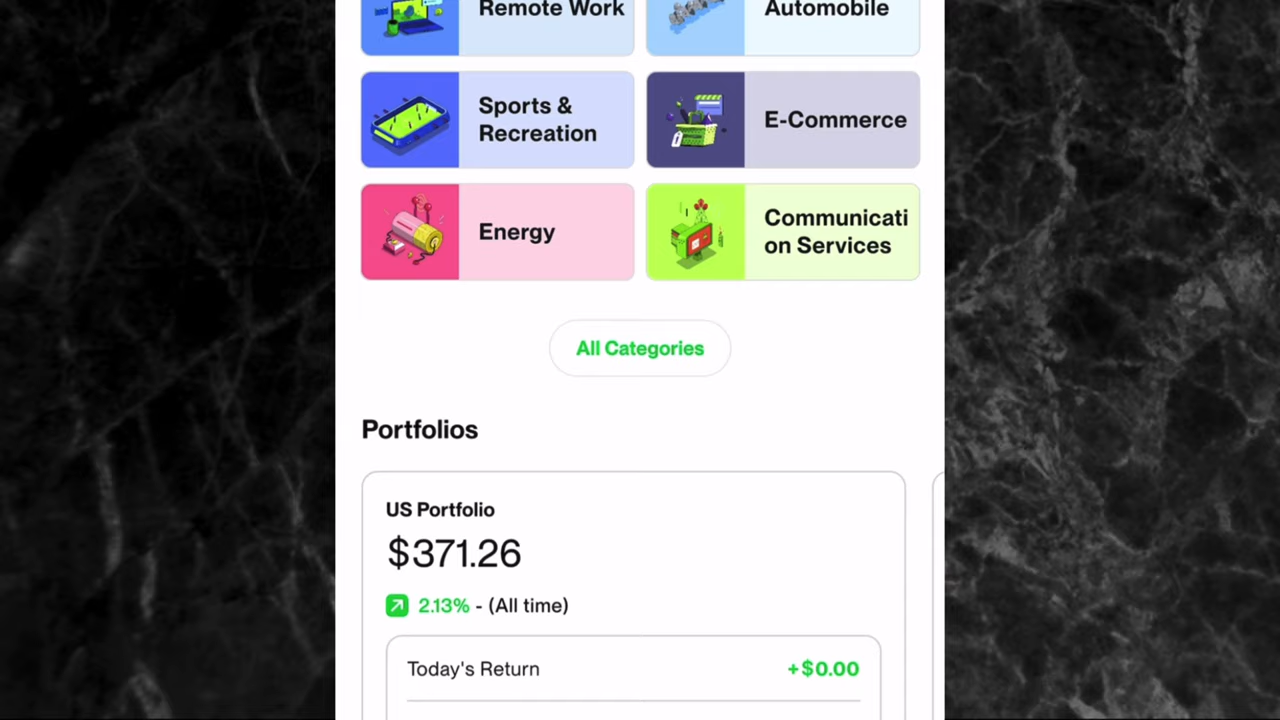 Remote Work
Automobile
Sports &
Recreation
E-Commerce
Energy
Communicati
on Services
All Categories
Portfolios
US Portfolio
$371.26
2.13% - (All time)
Today's Return
+$0.00